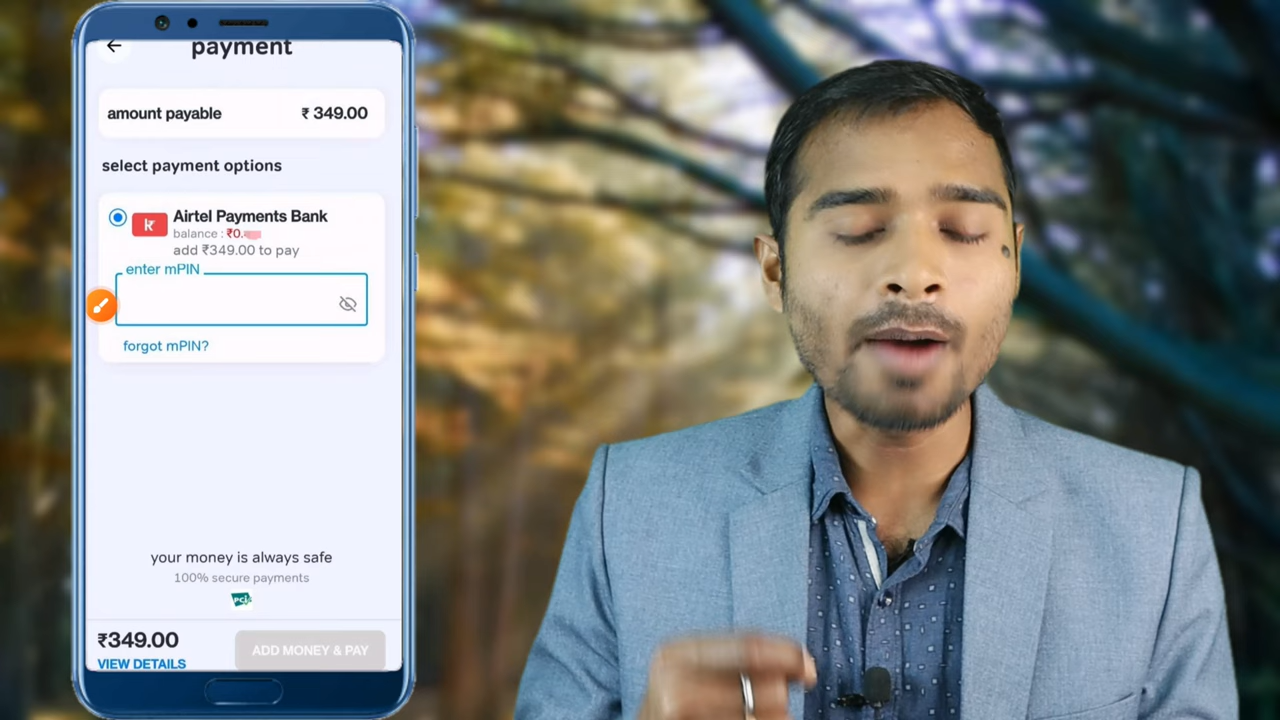 payment
amount payable ₹ 349.00
select payment options
Airtel Payments Bank
balance : ₹0.
add ₹349.00 to pay
enter mPIN
forgot mPIN?
your money is always safe
100% secure payments
PCI
₹349.00
ADD MONEY & PAY
VIEW DETAILS